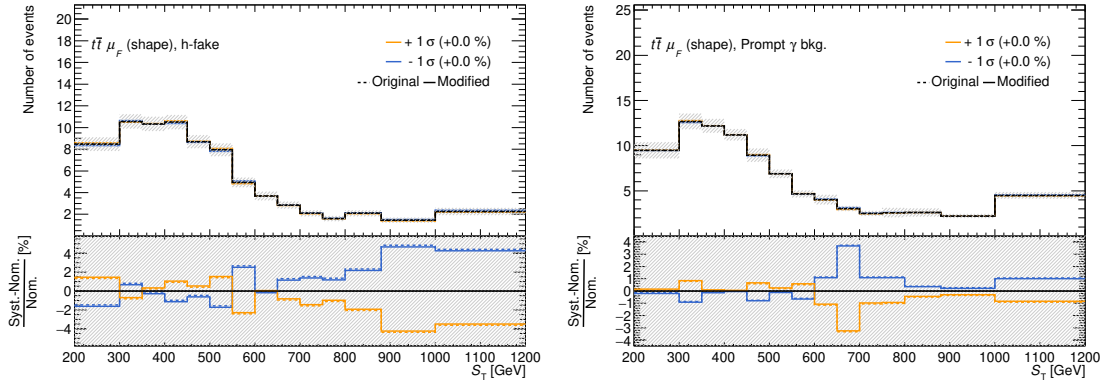 Number of events
20
18
16
14
12
10
8
6
4
2
tt̅ μF (shape), h-fake
+ 1 σ (+0.0 %)
- 1 σ (+0.0 %)
Original Modified
Syst.-Nom.
Nom.
[%]
4
2
0
−2
−4
200 300 400 500 600 700 800 900 1000 1100 1200
ST [GeV]
Number of events
25
20
15
10
5
tt̅ μF (shape), Prompt γ bkg.
+ 1 σ (+0.0 %)
- 1 σ (+0.0 %)
Original Modified
Syst.-Nom.
Nom.
[%]
4
3
2
1
0
−1
−2
−3
−4
200 300 400 500 600 700 800 900 1000 1100 1200
ST [GeV]